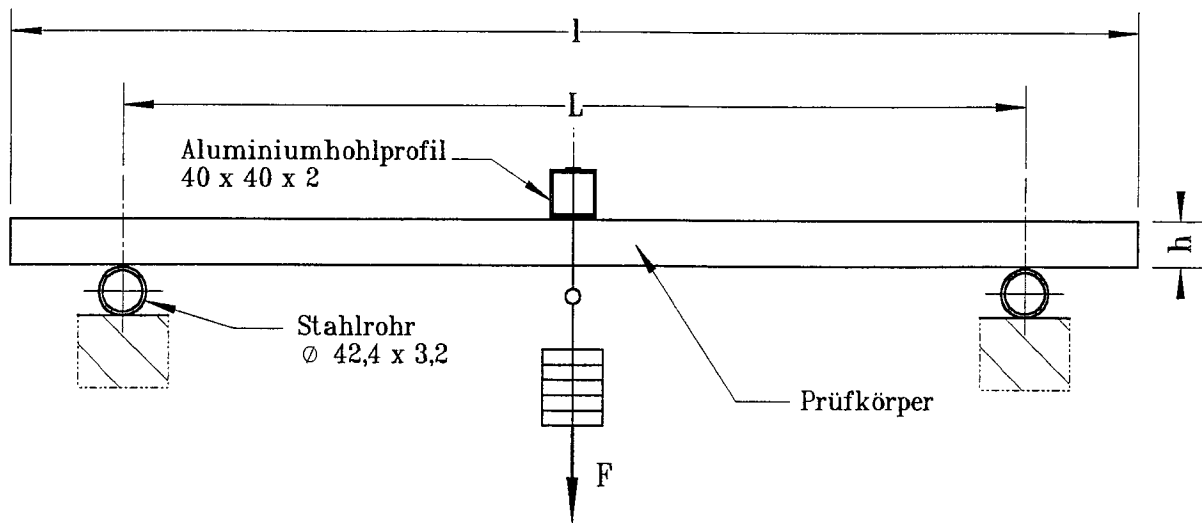 l
L
Aluminiumhohlprofil
40 x 40 x 2
h
Stahlrohr
∅ 42,4 x 3,2
Prüfkörper
F